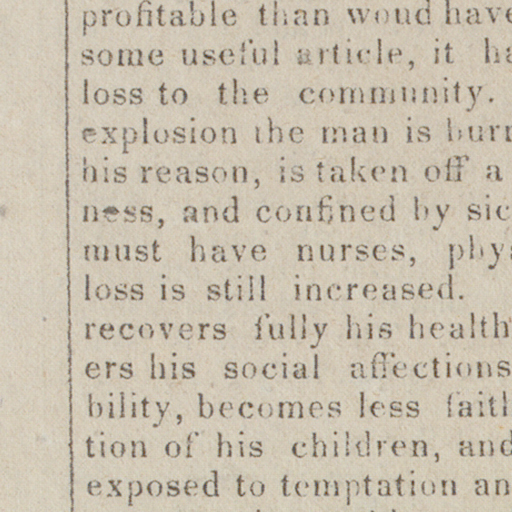 profitable than woud have
some useful article, it ha
loss to the community.
explosion the man is burn
his reason, is taken off a
ness, and confined by sic
must have nurses, phys
loss is still increased.
recovers fully his health
ers his social affections
bility, becomes less faith
tion of his children, and
exposed to temptation an